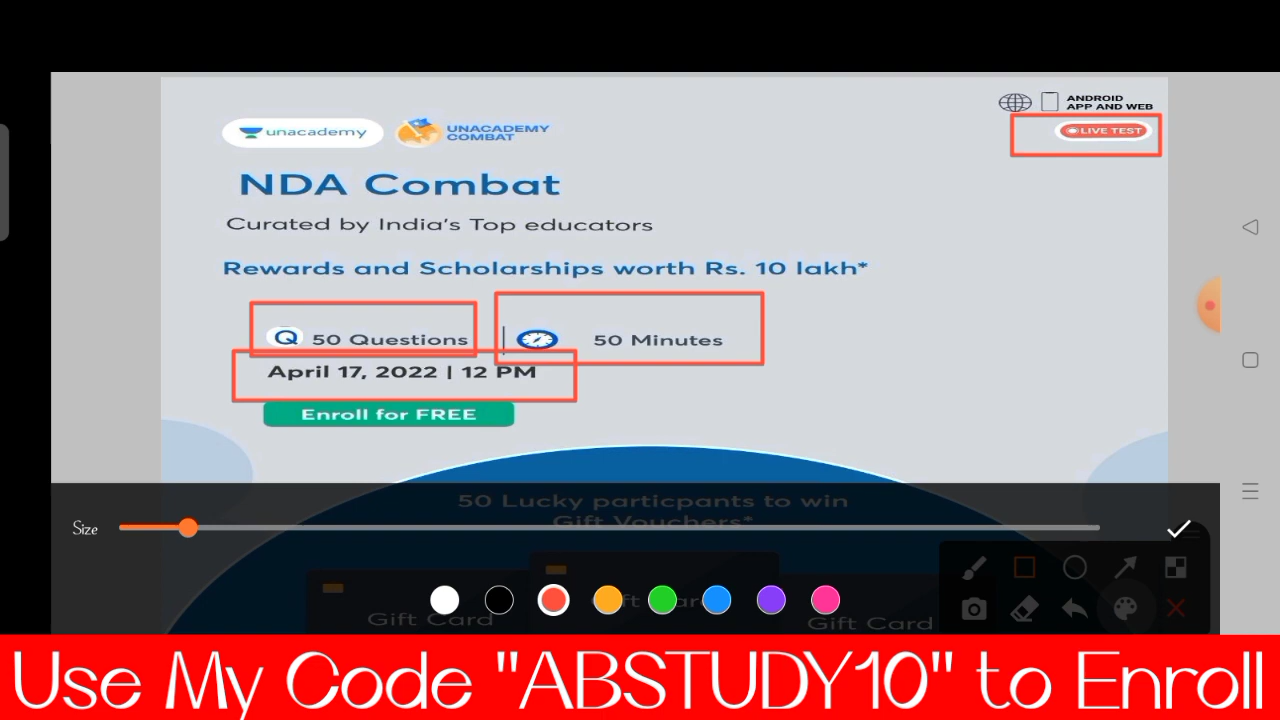 ANDROID
APP AND WEB
unacademy
UNACADEMY
COMBAT
LIVE TEST
NDA Combat
Curated by India's Top educators
Rewards and Scholarships worth Rs. 10 lakh*
50 Questions
50 Minutes
April 17, 2022 | 12 PM
Enroll for FREE
50 Lucky particpants to win
Gift Vouchers*
Size
Gift Card
Gift Card
Use My Code "ABSTUDY10" to Enroll